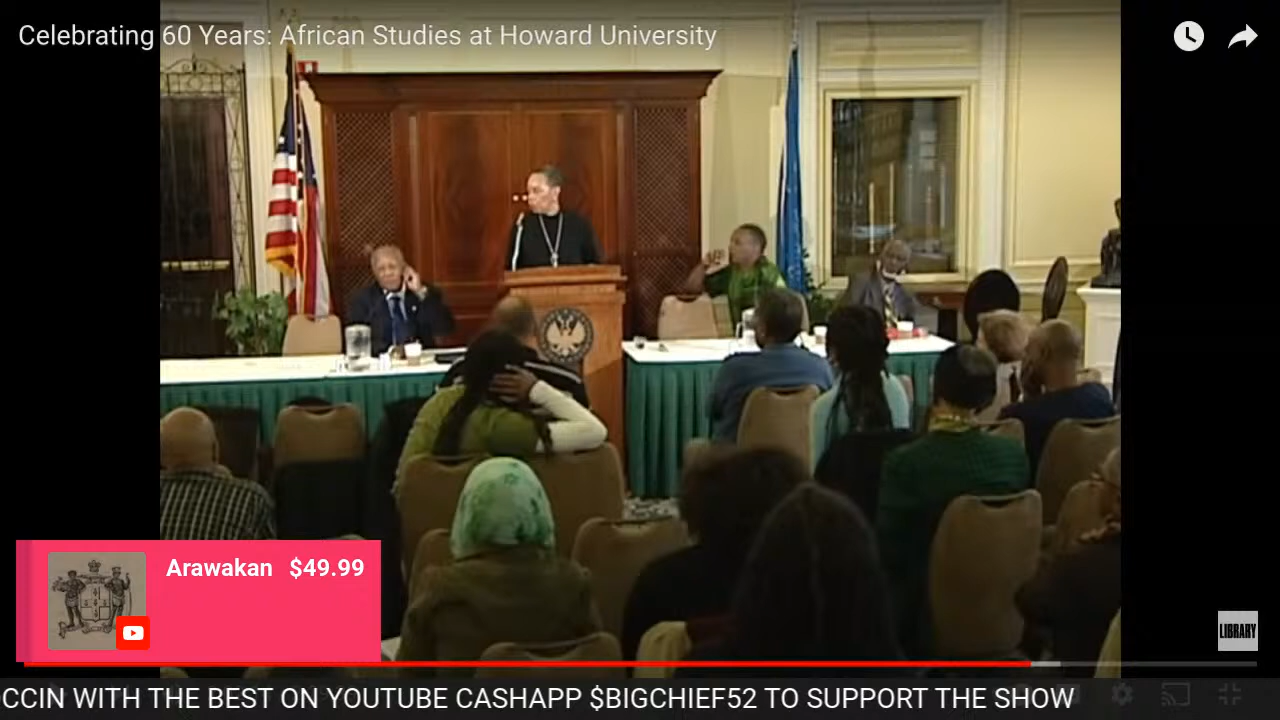 Celebrating 60 Years: African Studies at Howard University
Arawakan $49.99
LIBRARY
OCCIN WITH THE BEST ON YOUTUBE CASHAPP $BIGCHIEF52 TO SUPPORT THE SHOW